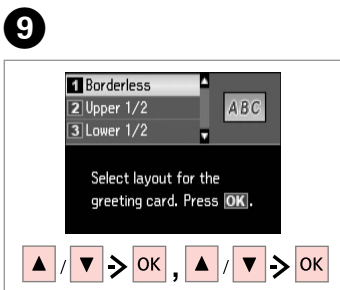 9
1 Borderless
2 Upper 1/2
3 Lower 1/2
ABC
Select layout for the
greeting card. Press OK.
▲ / ▼ → OK , ▲ / ▼ → OK